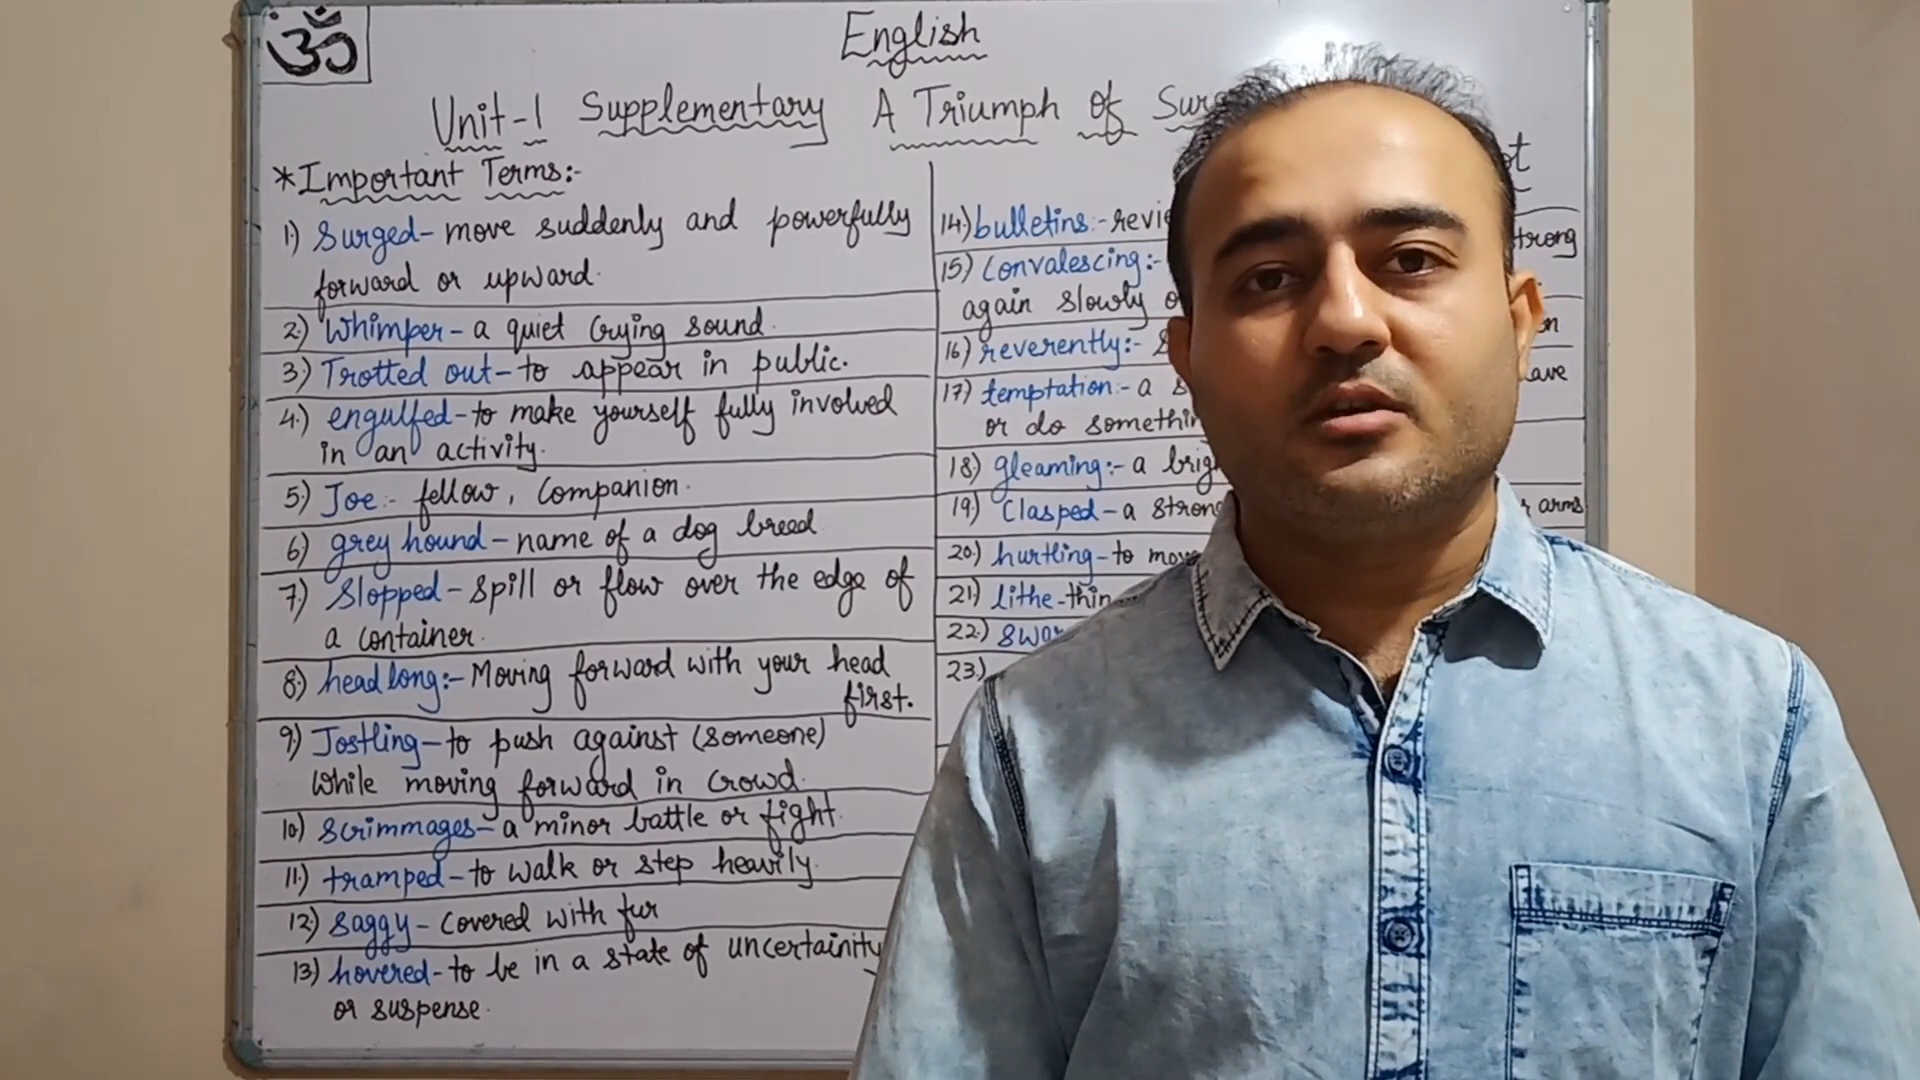 ॐ
English
Unit-1 Supplementary A Triumph of
*Important Terms:-
1) Surged- move suddenly and powerfully
forward or upward.
2.) Whimper- a quiet Crying sound.
3.) Trotted out- to appear in public.
4.) engulfed- to make yourself fully involved
in an activity.
5.) Joe:- fellow, Companion.
6.) grey hound- name of a dog breed
7.) Slopped- spill or flow over the edge of
a container.
8.) head long:- Moving forward with your head
first.
9.) Jostling- to push against (someone)
While moving forward in Crowd.
10.) Scrimmages- a minor battle or fight.
11.) tramped- to walk or step heavily.
12.) saggy- Covered with fur
13.) hovered- to be in a state of uncertainity
or suspense.
14.) bulletins:-
trong
15) Convalescing:-
again slowly
16) reverently:-
17) temptation:- a
ave
or do
18.) gleaming:- a
19.) Clasped- a
arms
20.) hurtling- to
21.) lithe-thin
22.)
23.)